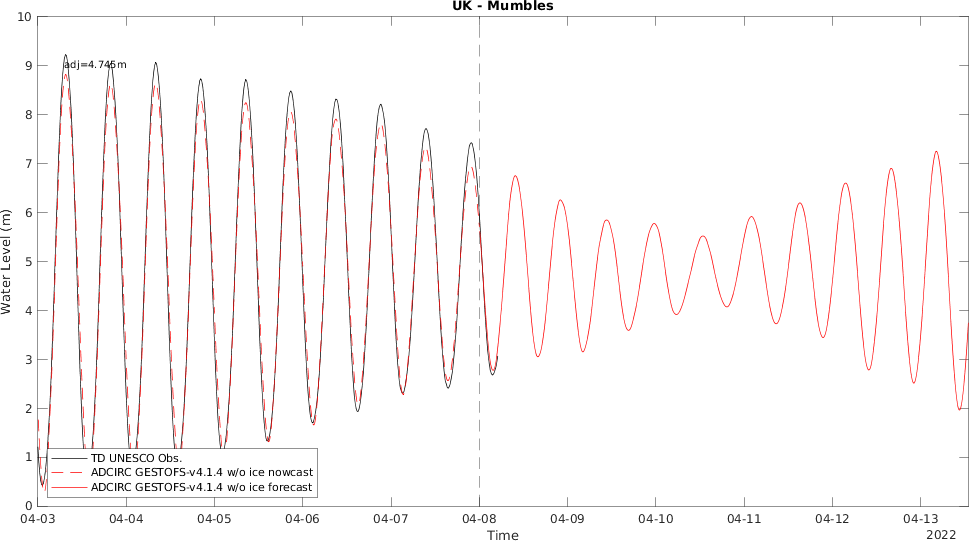 UK - Mumbles
10
9
8
7
6
5
4
3
2
1
0
Water Level (m)
adj=4.745m
TD UNESCO Obs.
ADCIRC GESTOFS-v4.1.4 w/o ice nowcast
ADCIRC GESTOFS-v4.1.4 w/o ice forecast
04-03 04-04 04-05 04-06 04-07 04-08 04-09 04-10 04-11 04-12 04-13
Time
2022